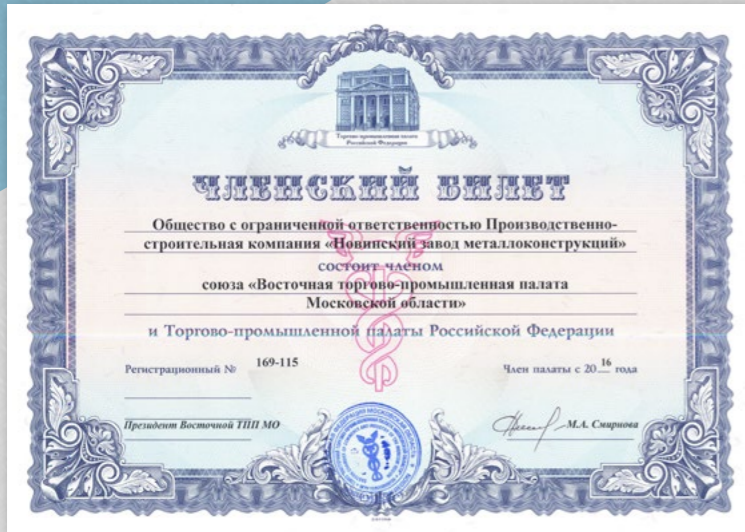 Торгово-промышленная палата
Российской Федерации
ЧЛЕНСКИЙ БИЛЕТ
Общество с ограниченной ответственностью Производственно-
строительная компания «Новинский завод металлоконструкций»
состоит членом
союза «Восточная торгово-промышленная палата
Московской области»
и Торгово-промышленной палаты Российской Федерации
Регистрационный № 169-115
Член палаты с 2016 года
Президент Восточной ТПП МО
М.А. Смирнова